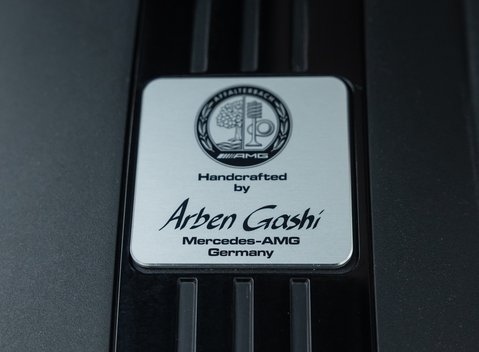 AFFALTERBACH
AMG
Handcrafted
by
Arben Gashi
Mercedes-AMG
Germany